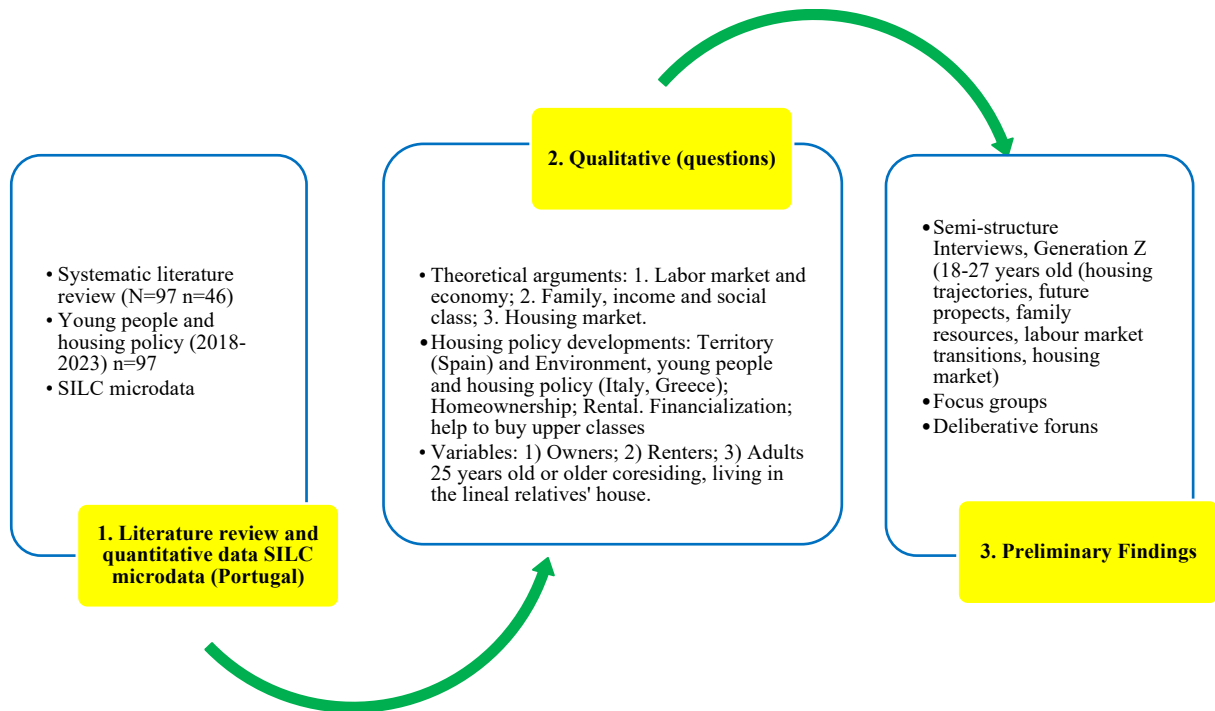 • Systematic literature
review (N=97 n=46)
• Young people and
housing policy (2018-
2023) n=97
• SILC microdata
1. Literature review and
quantitative data SILC
microdata (Portugal)
2. Qualitative (questions)
• Theoretical arguments: 1. Labor market and
economy; 2. Family, income and social
class; 3. Housing market.
• Housing policy developments: Territory
(Spain) and Environment, young people
and housing policy (Italy, Greece);
Homeownership; Rental. Financialization;
help to buy upper classes
• Variables: 1) Owners; 2) Renters; 3) Adults
25 years old or older coresiding, living in
the lineal relatives' house.
• Semi-structure
Interviews, Generation Z
(18-27 years old (housing
trajectories, future
propects, family
resources, labour market
transitions, housing
market)
• Focus groups
• Deliberative foruns
3. Preliminary Findings